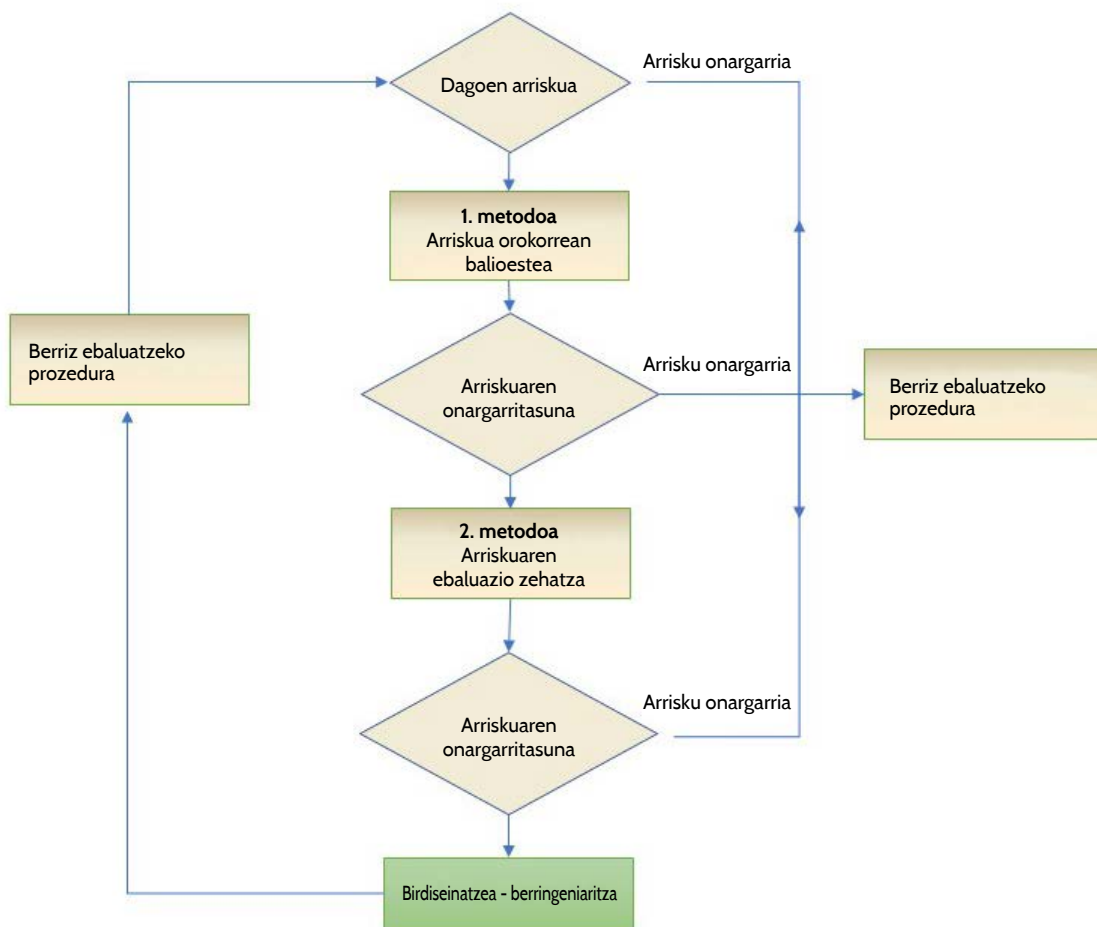 Dagoen arriskua
Arrisku onargarria
1. metodoa
Arriskua orokorrean
balioestea
Berriz ebaluatzeko
prozedura
Arriskuaren
onargarritasuna
Arrisku onargarria
Berriz ebaluatzeko
prozedura
2. metodoa
Arriskuaren
ebaluazio zehatza
Arriskuaren
onargarritasuna
Arrisku onargarria
Birdiseinatzea - berringeniaritza